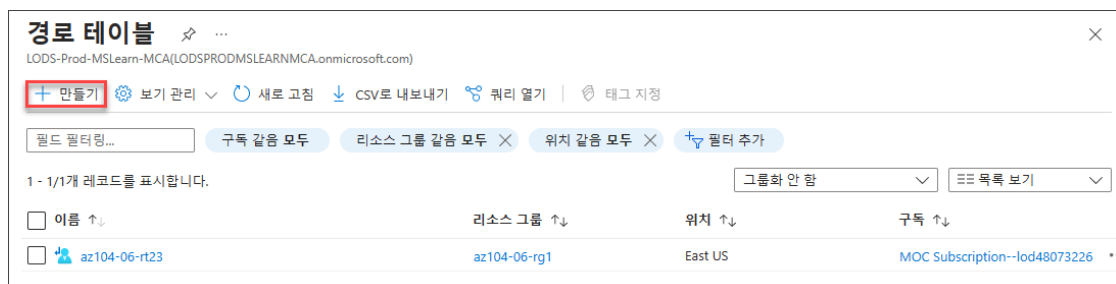 경로 테이블
LODS-Prod-MSLearn-MCA(LODSPRODMSLEARNMCA.onmicrosoft.com)
만들기 보기 관리 새로 고침 CSV로 내보내기 쿼리 열기 태그 지정
필드 필터링... 구독 같음 모두 리소스 그룹 같음 모두 위치 같음 모두 필터 추가
1 - 1/1개 레코드를 표시합니다. 그룹화 안 함 목록 보기
이름 리소스 그룹 위치 구독
az104-06-rt23 az104-06-rg1 East US MOC Subscription--lod48073226